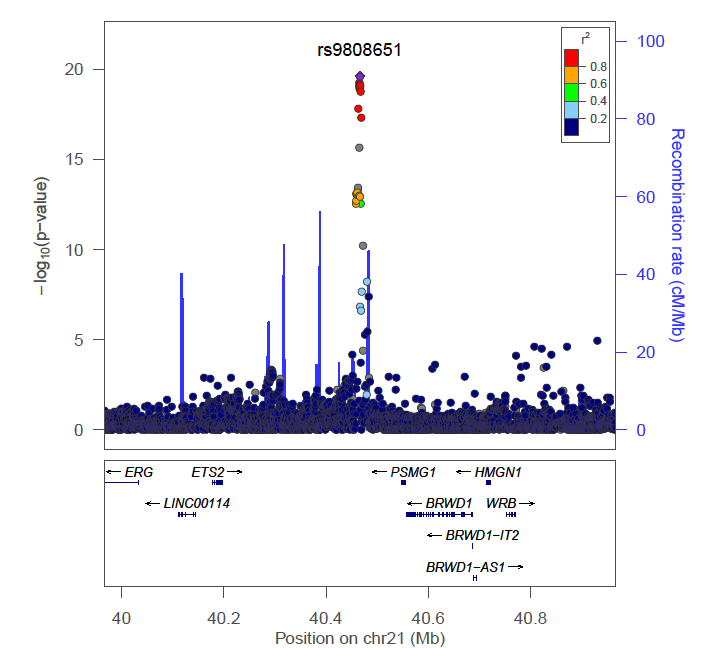 rs9808651
r2
0.8
0.6
0.4
0.2
20
15
10
5
0
−log10(p−value)
100
80
60
40
20
0
Recombination rate (cM/Mb)
ERG
ETS2
PSMG1
HMGN1
LINC00114
BRWD1
WRB
BRWD1−IT2
BRWD1−AS1
40
40.2
40.4
40.6
40.8
Position on chr21 (Mb)